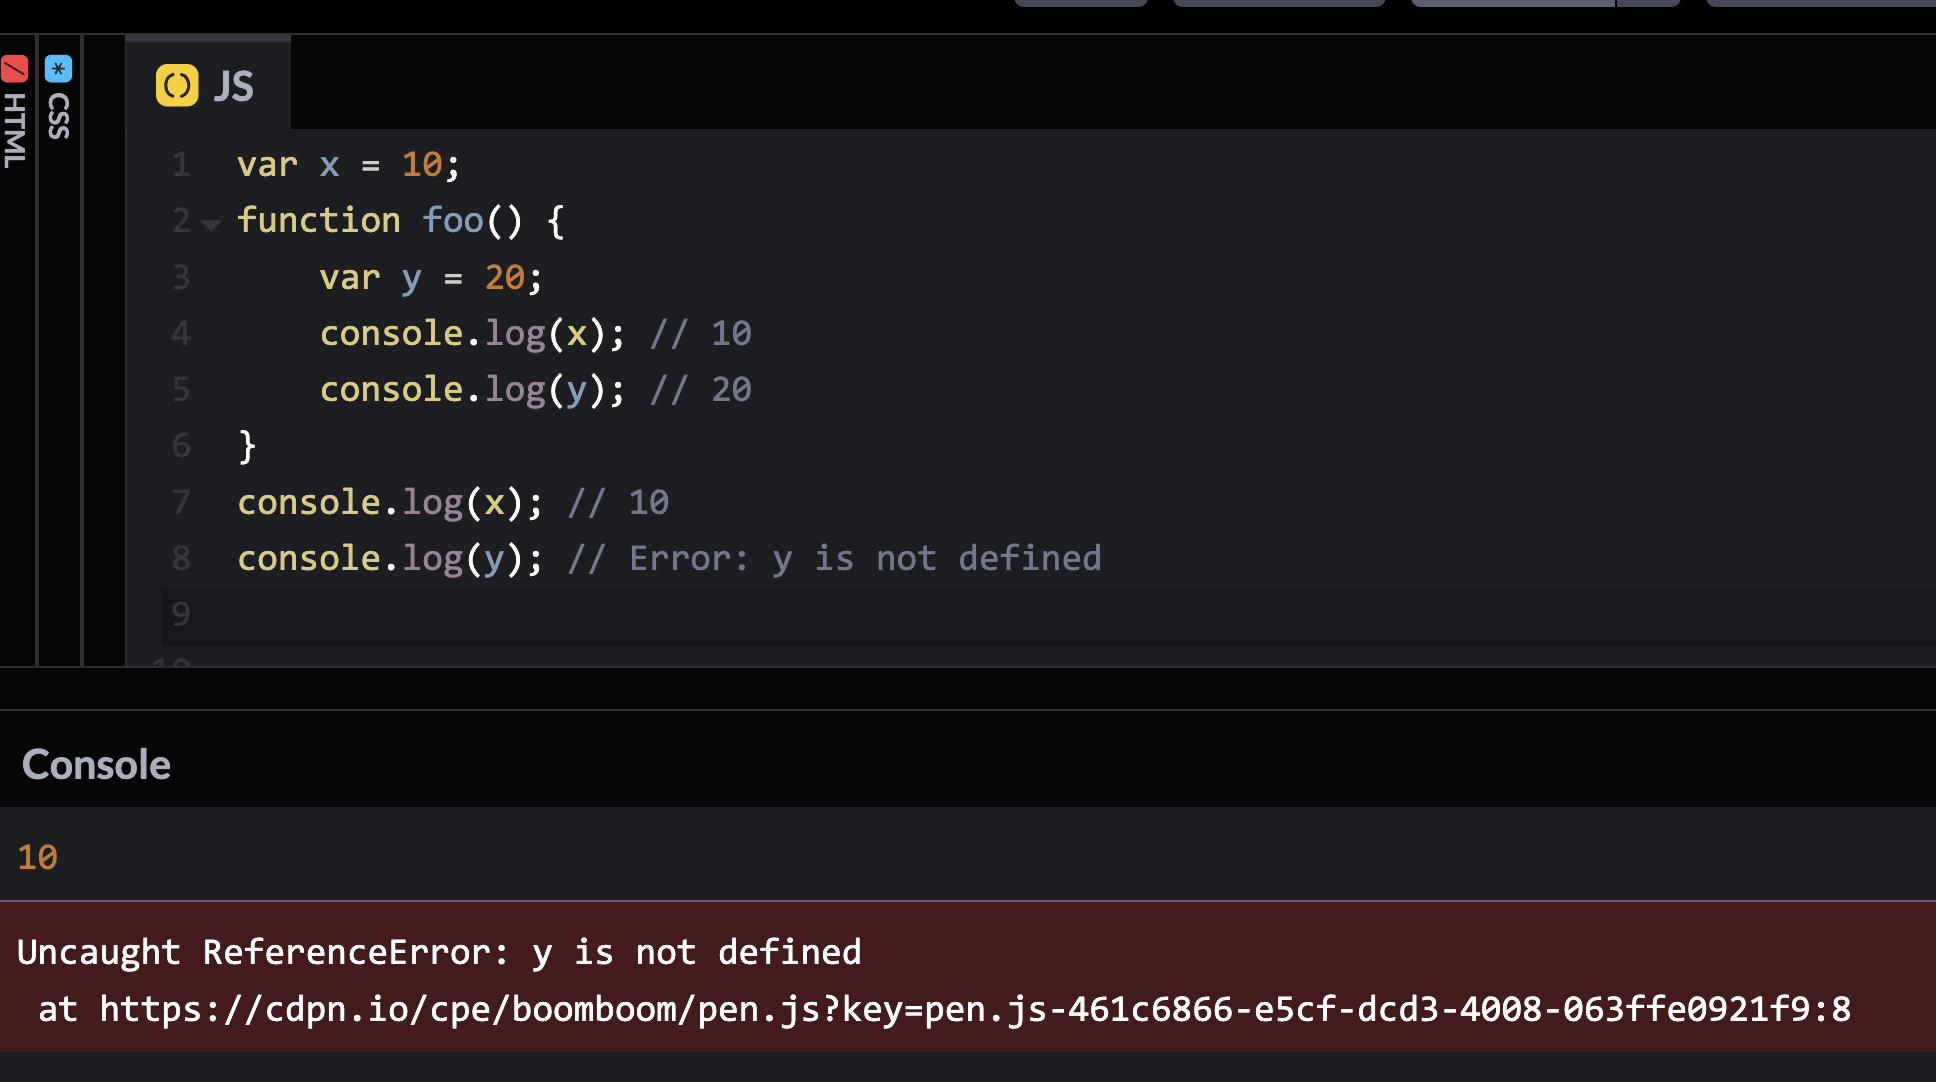 HTML
CSS
JS
1 var x = 10;
2 function foo() {
3     var y = 20;
4     console.log(x); // 10
5     console.log(y); // 20
6 }
7 console.log(x); // 10
8 console.log(y); // Error: y is not defined
9
10
Console
10
Uncaught ReferenceError: y is not defined
 at https://cdpn.io/cpe/boomboom/pen.js?key=pen.js-461c6866-e5cf-dcd3-4008-063ffe0921f9:8